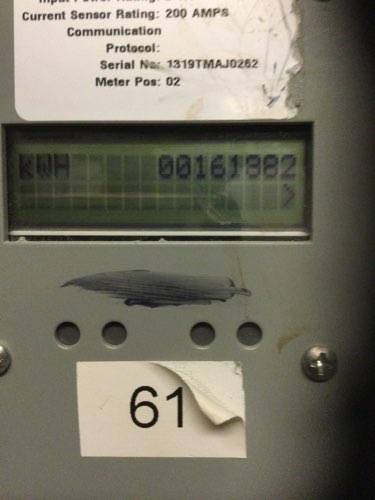 Current Sensor Rating: 200 AMPS
Communication
Protocol:
Serial No: 1319TMAJ0262
Meter Pos: 02
kWH 00161882
>
61